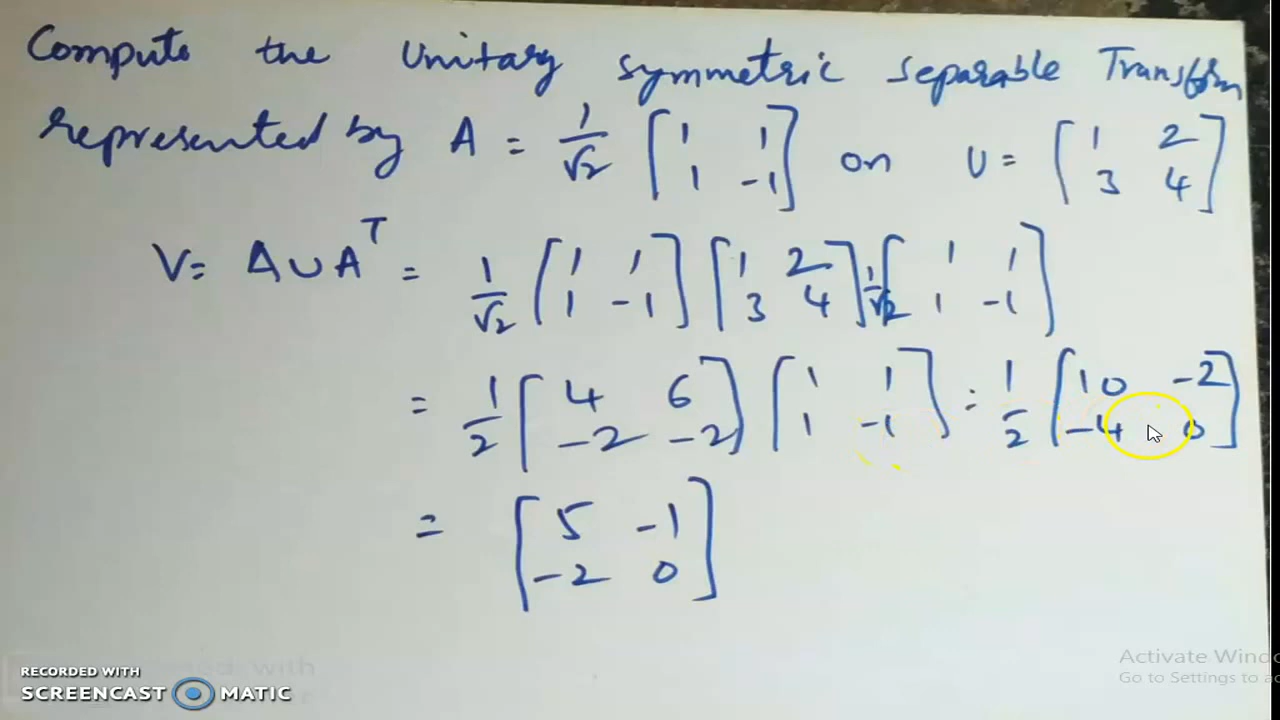 Compute the Unitary symmetric separable Transform
represented by A = 1/√2 [1 1; 1 -1] on U = [1 2; 3 4]
V = A U A^T = 1/√2 [1 1; 1 -1] [1 2; 3 4] 1/√2 [1 1; 1 -1]
= 1/2 [4 6; -2 -2] [1 1; 1 -1] = 1/2 [10 -2; -4 0]
= [5 -1; -2 0]
RECORDED WITH
SCREENCAST MATIC
Activate Wind
Go to Settings to a